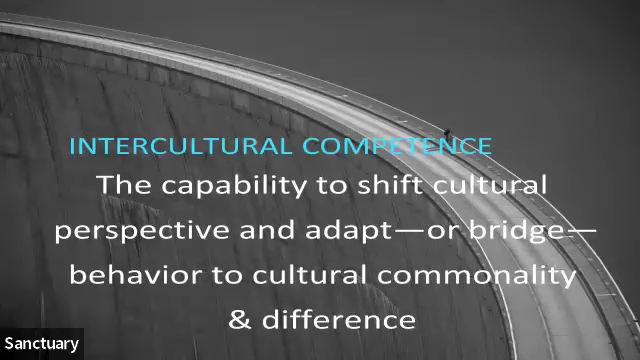 INTERCULTURAL COMPETENCE
The capability to shift cultural
perspective and adapt—or bridge—
behavior to cultural commonality
& difference
Sanctuary